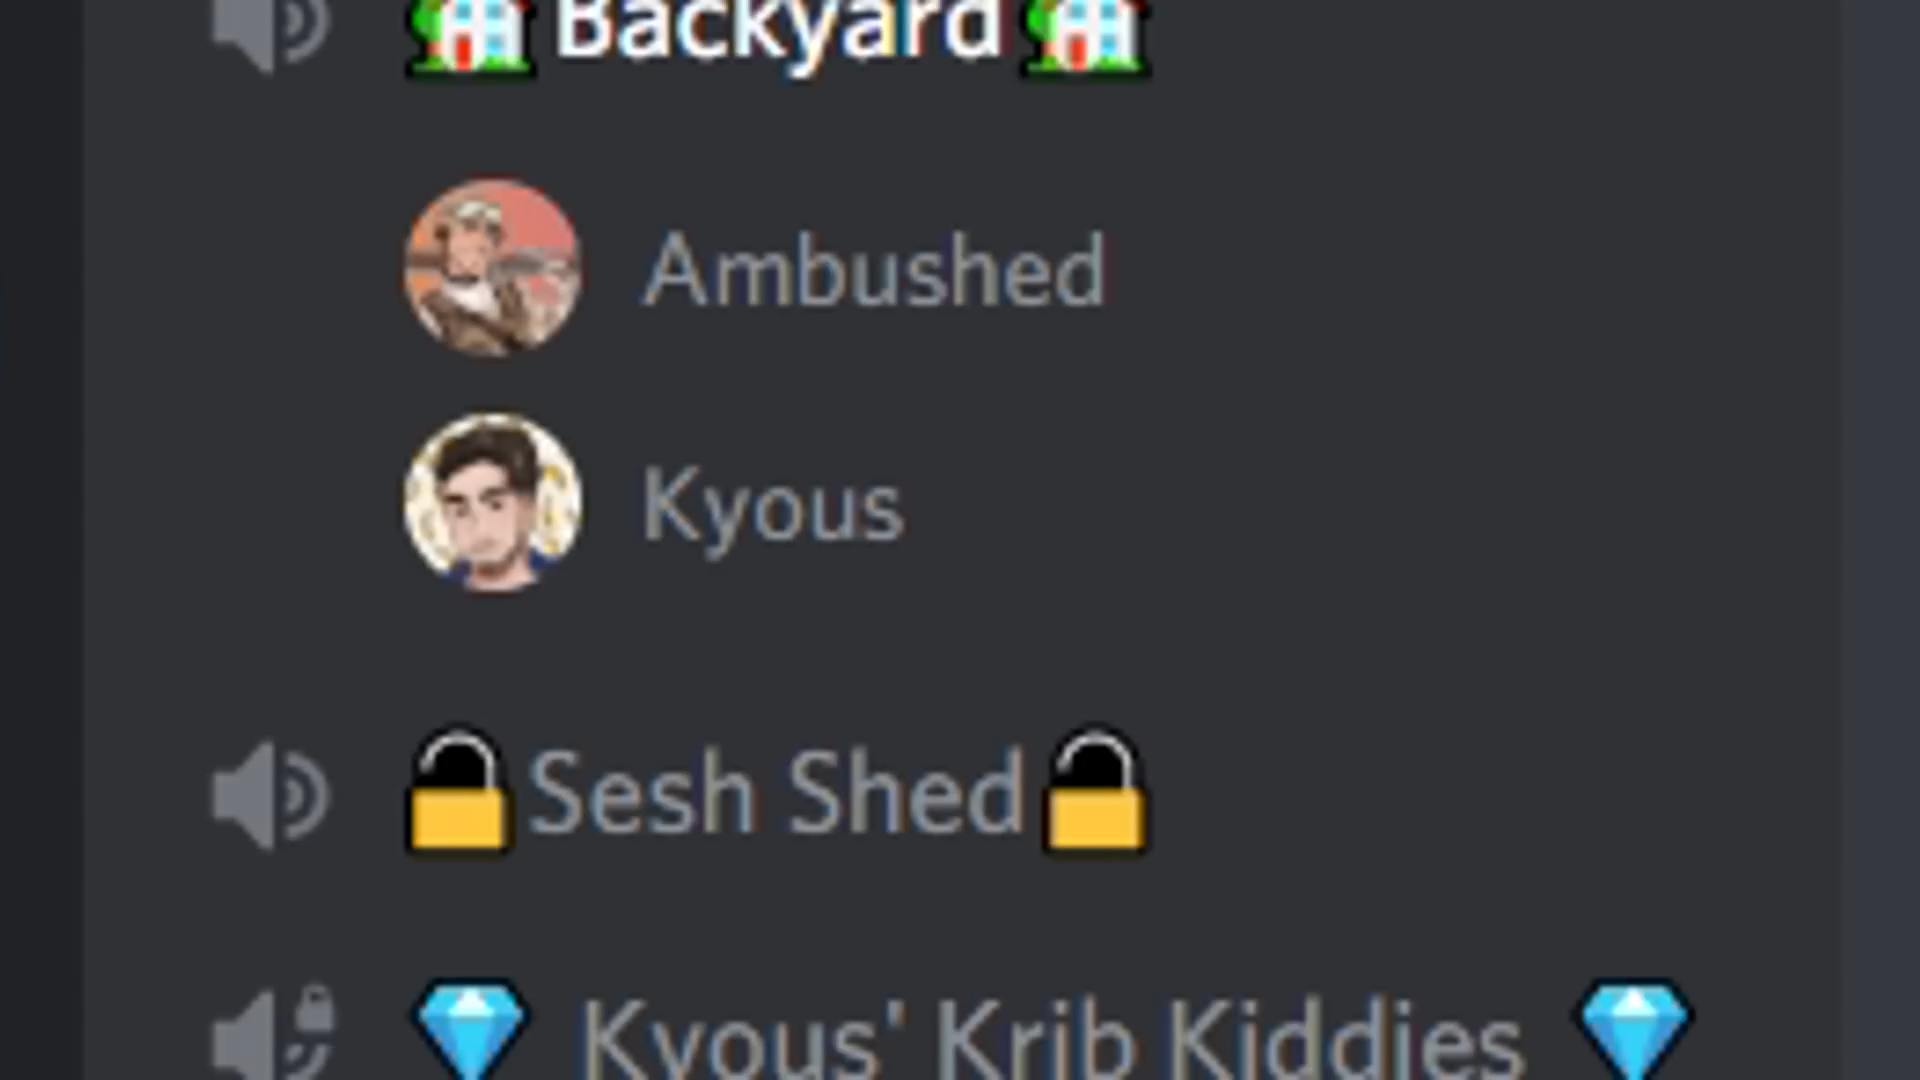 🏡Backyard🏡
Ambushed
Kyous
🔓Sesh Shed🔓
💎 Kyous' Krib Kiddies 💎